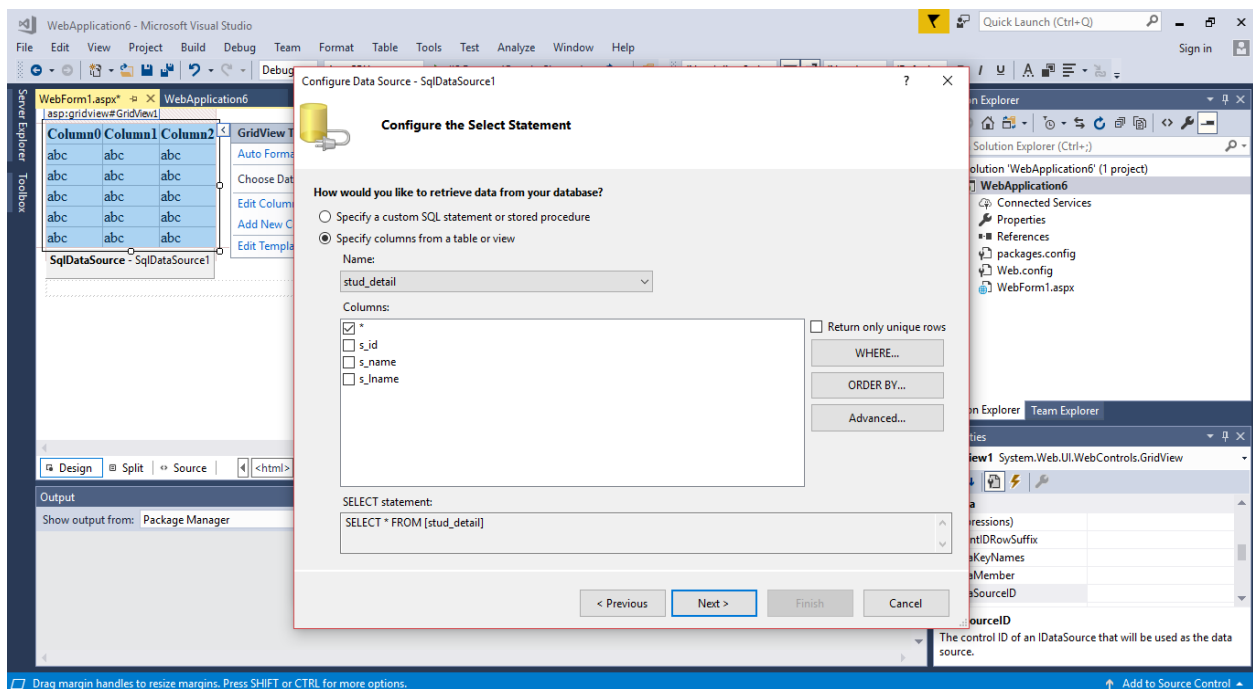 WebApplication6 - Microsoft Visual Studio
Quick Launch (Ctrl+Q)
File Edit View Project Build Debug Team Format Table Tools Test Analyze Window Help
Sign in
Debug
Server Explorer
Toolbox
WebForm1.aspx* WebApplication6
asp:gridview#GridView1
Column0 Column1 Column2
abc abc abc
abc abc abc
abc abc abc
abc abc abc
abc abc abc
SqlDataSource - SqlDataSource1
GridView T
Auto Forma
Choose Dat
Edit Colum
Add New C
Edit Templa
Design Split Source <html>
Output
Show output from: Package Manager
Configure Data Source - SqlDataSource1
?
Configure the Select Statement
How would you like to retrieve data from your database?
Specify a custom SQL statement or stored procedure
Specify columns from a table or view
Name:
stud_detail
Columns:
*
s_id
s_name
s_lname
Return only unique rows
WHERE...
ORDER BY...
Advanced...
SELECT statement:
SELECT * FROM [stud_detail]
< Previous Next > Finish Cancel
n Explorer
Solution Explorer (Ctrl+;)
olution 'WebApplication6' (1 project)
WebApplication6
Connected Services
Properties
References
packages.config
Web.config
WebForm1.aspx
on Explorer Team Explorer
ties
iew1 System.Web.UI.WebControls.GridView
a
ressions)
ntIDRowSuffix
aKeyNames
aMember
aSourceID
ourceID
The control ID of an IDataSource that will be used as the data
source.
Drag margin handles to resize margins. Press SHIFT or CTRL for more options.
Add to Source Control